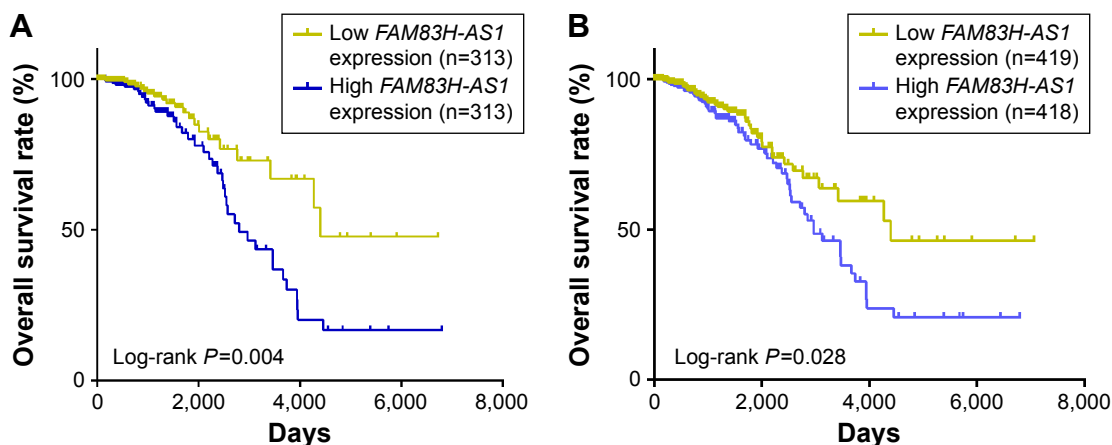 A
Low FAM83H-AS1
expression (n=313)
High FAM83H-AS1
expression (n=313)
Overall survival rate (%)
100
50
0
Log-rank P=0.004
0 2,000 4,000 6,000 8,000
Days
B
Low FAM83H-AS1
expression (n=419)
High FAM83H-AS1
expression (n=418)
Overall survival rate (%)
100
50
0
Log-rank P=0.028
0 2,000 4,000 6,000 8,000
Days